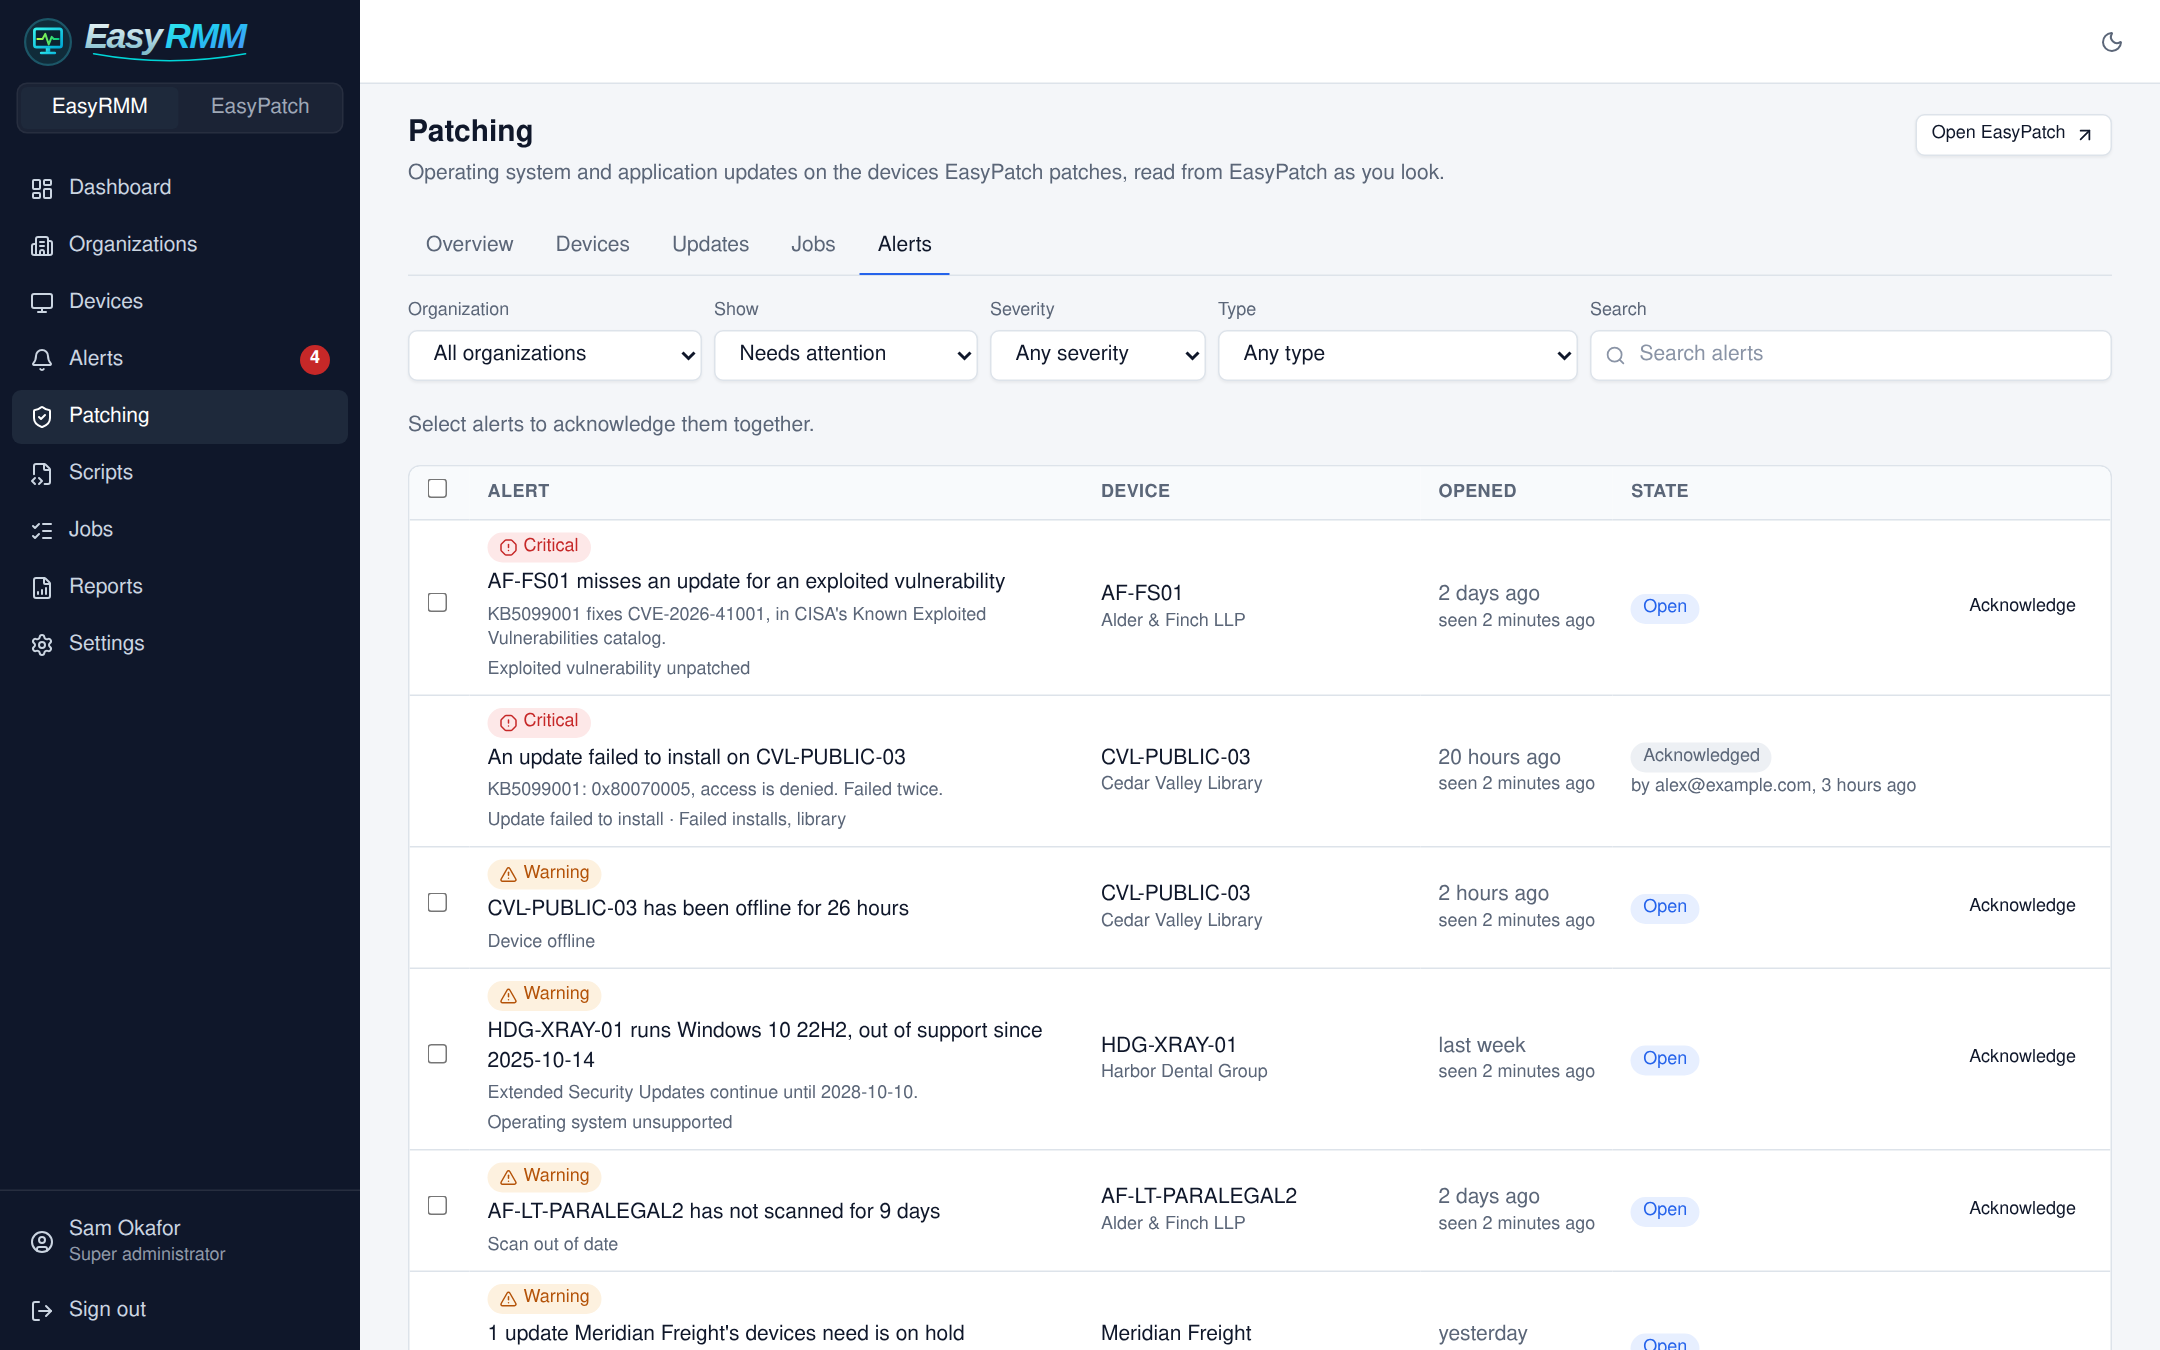 EasyRMM
EasyRMM
EasyPatch
Dashboard
Organizations
Devices
Alerts
4
Patching
Scripts
Jobs
Reports
Settings
Sam Okafor
Super administrator
Sign out
Patching
Operating system and application updates on the devices EasyPatch patches, read from EasyPatch as you look.
Open EasyPatch
Overview
Devices
Updates
Jobs
Alerts
Organization
All organizations
Show
Needs attention
Severity
Any severity
Type
Any type
Search
Search alerts
Select alerts to acknowledge them together.
ALERT
DEVICE
OPENED
STATE
Critical
AF-FS01 misses an update for an exploited vulnerability
KB5099001 fixes CVE-2026-41001, in CISA's Known Exploited
Vulnerabilities catalog.
Exploited vulnerability unpatched
AF-FS01
Alder & Finch LLP
2 days ago
seen 2 minutes ago
Open
Acknowledge
Critical
An update failed to install on CVL-PUBLIC-03
KB5099001: 0x80070005, access is denied. Failed twice.
Update failed to install · Failed installs, library
CVL-PUBLIC-03
Cedar Valley Library
20 hours ago
seen 2 minutes ago
Acknowledged
by alex@example.com, 3 hours ago
Warning
CVL-PUBLIC-03 has been offline for 26 hours
Device offline
CVL-PUBLIC-03
Cedar Valley Library
2 hours ago
seen 2 minutes ago
Open
Acknowledge
Warning
HDG-XRAY-01 runs Windows 10 22H2, out of support since
2025-10-14
Extended Security Updates continue until 2028-10-10.
Operating system unsupported
HDG-XRAY-01
Harbor Dental Group
last week
seen 2 minutes ago
Open
Acknowledge
Warning
AF-LT-PARALEGAL2 has not scanned for 9 days
Scan out of date
AF-LT-PARALEGAL2
Alder & Finch LLP
2 days ago
seen 2 minutes ago
Open
Acknowledge
Warning
1 update Meridian Freight's devices need is on hold
Meridian Freight
yesterday
Open